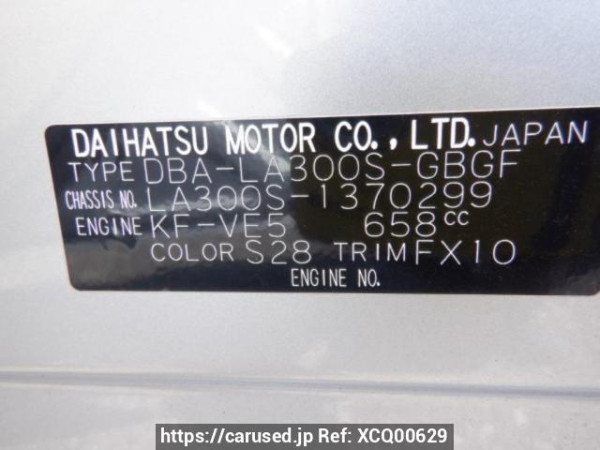 DAIHATSU MOTOR CO., LTD. JAPAN
TYPE DBA-LA300S-GBGF
CHASSIS NO. LA300S-1370299
ENGINE KF-VE5 658cc
COLOR S28 TRIM FX10
ENGINE NO.
https://carused.jp Ref: XCQ00629